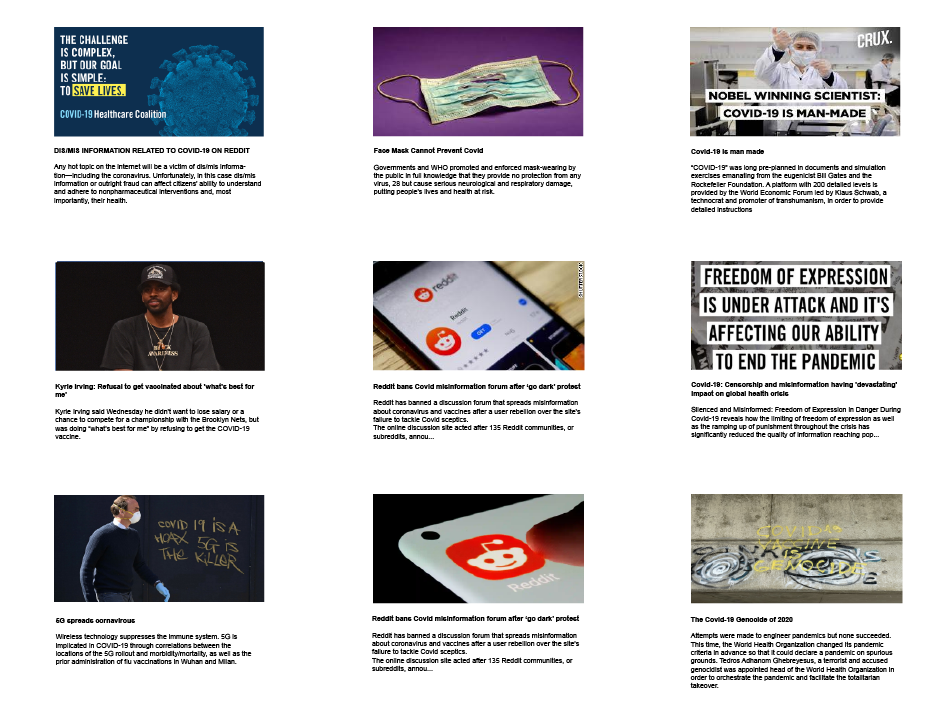 THE CHALLENGE
IS COMPLEX,
BUT OUR GOAL
IS SIMPLE:
TO SAVE LIVES.
COVID-19 Healthcare Coalition
DIS/MIS INFORMATION RELATED TO COVID-19 ON REDDIT
Any hot topic on the internet will be a victim of dis/mis informa-
tion—including the coronavirus. Unfortunately, in this case dis/mis
information or outright fraud can affect citizens' ability to understand
and adhere to nonpharmaceutical interventions and, most
importantly, their health.
Face Mask Cannot Prevent Covid
Governments and WHO promoted and enforced mask-wearing by
the public in full knowledge that they provide no protection from any
virus, 28 but cause serious neurological and respiratory damage,
putting people's lives and health at risk.
CRUX.
NOBEL WINNING SCIENTIST:
COVID-19 IS MAN-MADE
Covid-19 is man made
"COVID-19" was long pre-planned in documents and simulation
exercises emanating from the eugenicist Bill Gates and the
Rockefeller Foundation. A platform with 200 detailed levels is
provided by the World Economic Forum led by Klaus Schwab, a
technocrat and promoter of transhumanism, in order to provide
detailed instructions
BLACK
AWARENESS
Kyrie Irving: Refusal to get vaccinated about 'what's best for
me'
Kyrie Irving said Wednesday he didn't want to lose salary or a
chance to compete for a championship with the Brooklyn Nets, but
was doing "what's best for me" by refusing to get the COVID-19
vaccine.
reddit
Reddit
GET
SHUTTERSTOCK
Reddit bans Covid misinformation forum after 'go dark' protest
Reddit has banned a discussion forum that spreads misinformation
about coronavirus and vaccines after a user rebellion over the site's
failure to tackle Covid sceptics.
The online discussion site acted after 135 Reddit communities, or
subreddits, annou...
FREEDOM OF EXPRESSION
IS UNDER ATTACK AND IT'S
AFFECTING OUR ABILITY
TO END THE PANDEMIC
Covid-19: Censorship and misinformation having 'devastating'
impact on global health crisis
Silenced and Misinformed: Freedom of Expression in Danger During
Covid-19 reveals how the limiting of freedom of expression as well
as the ramping up of punishment throughout the crisis has
significantly reduced the quality of information reaching pop...
COVID 19 IS A
HOAX 5G IS
THE KILLER
5G spreads cornavirous
Wireless technology suppresses the immune system. 5G is
implicated in COVID-19 through correlations between the
locations of the 5G rollout and morbidity/mortality, as well as the
prior administration of flu vaccinations in Wuhan and Milan.
Reddit
Reddit bans Covid misinformation forum after 'go dark' protest
Reddit has banned a discussion forum that spreads misinformation
about coronavirus and vaccines after a user rebellion over the site's
failure to tackle Covid sceptics.
The online discussion site acted after 135 Reddit communities, or
subreddits, annou...
COVID19
VACCINE
IS
GENOCIDE
The Covid-19 Genocide of 2020
Attempts were made to engineer pandemics but none succeeded.
This time, the World Health Organization changed its pandemic
criteria in advance so that it could declare a pandemic on spurious
grounds. Tedros Adhanom Ghebreyesus, a terrorist and accused
genocidist was appointed head of the World Health Organization in
order to orchestrate the pandemic and facilitate the totalitarian
takeover.